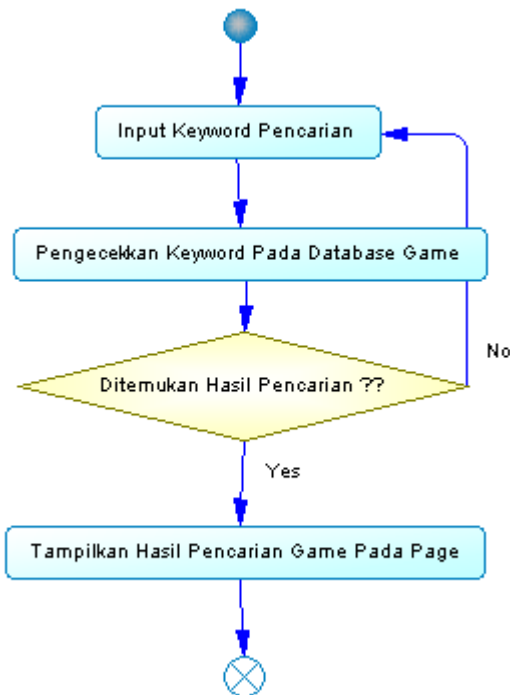 Input Keyword Pencarian
Pengecekkan Keyword Pada Database Game
No
Ditemukan Hasil Pencarian ??
Yes
Tampilkan Hasil Pencarian Game Pada Page